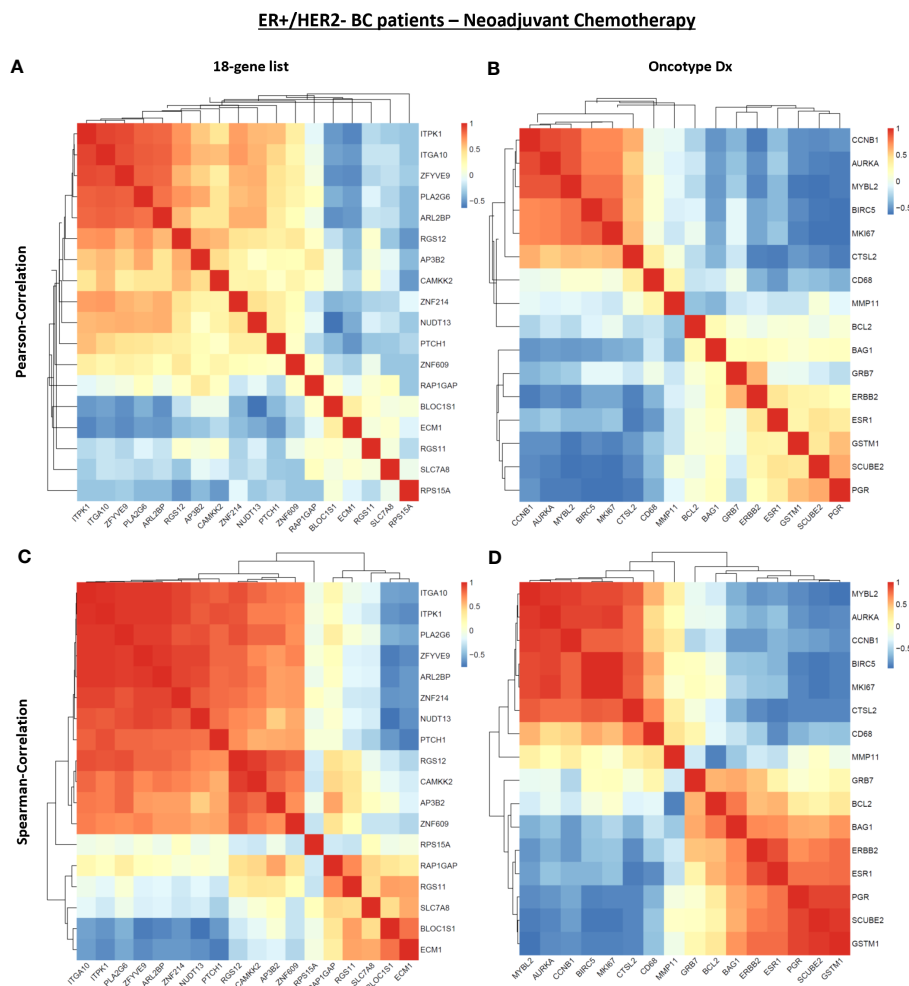 ER+/HER2- BC patients – Neoadjuvant Chemotherapy
A
18-gene list
Pearson-Correlation
ITPK1
ITGA10
ZFYVE9
PLA2G6
ARL2BP
RGS12
AP3B2
CAMKK2
ZNF214
NUDT13
PTCH1
ZNF609
RAP1GAP
BLOC1S1
ECM1
RGS11
SLC7A8
RPS15A
1
0.5
0
−0.5
ITPK1 ITGA10 ZFYVE9 PLA2G6 ARL2BP RGS12 AP3B2 CAMKK2 ZNF214 NUDT13 PTCH1 ZNF609 RAP1GAP BLOC1S1 ECM1 RGS11 SLC7A8 RPS15A
B
Oncotype Dx
CCNB1
AURKA
MYBL2
BIRC5
MKI67
CTSL2
CD68
MMP11
BCL2
BAG1
GRB7
ERBB2
ESR1
GSTM1
SCUBE2
PGR
1
0.5
0
−0.5
CCNB1 AURKA MYBL2 BIRC5 MKI67 CTSL2 CD68 MMP11 BCL2 BAG1 GRB7 ERBB2 ESR1 GSTM1 SCUBE2 PGR
C
Spearman-Correlation
ITGA10
ITPK1
PLA2G6
ZFYVE9
ARL2BP
ZNF214
NUDT13
PTCH1
RGS12
CAMKK2
AP3B2
ZNF609
RPS15A
RAP1GAP
RGS11
SLC7A8
BLOC1S1
ECM1
1
0.5
0
−0.5
ITGA10 ITPK1 PLA2G6 ZFYVE9 ARL2BP ZNF214 NUDT13 PTCH1 RGS12 CAMKK2 AP3B2 ZNF609 RPS15A RAP1GAP RGS11 SLC7A8 BLOC1S1 ECM1
D
MYBL2
AURKA
CCNB1
BIRC5
MKI67
CTSL2
CD68
MMP11
GRB7
BCL2
BAG1
ERBB2
ESR1
PGR
SCUBE2
GSTM1
1
0.5
0
−0.5
MYBL2 AURKA CCNB1 BIRC5 MKI67 CTSL2 CD68 MMP11 GRB7 BCL2 BAG1 ERBB2 ESR1 PGR SCUBE2 GSTM1